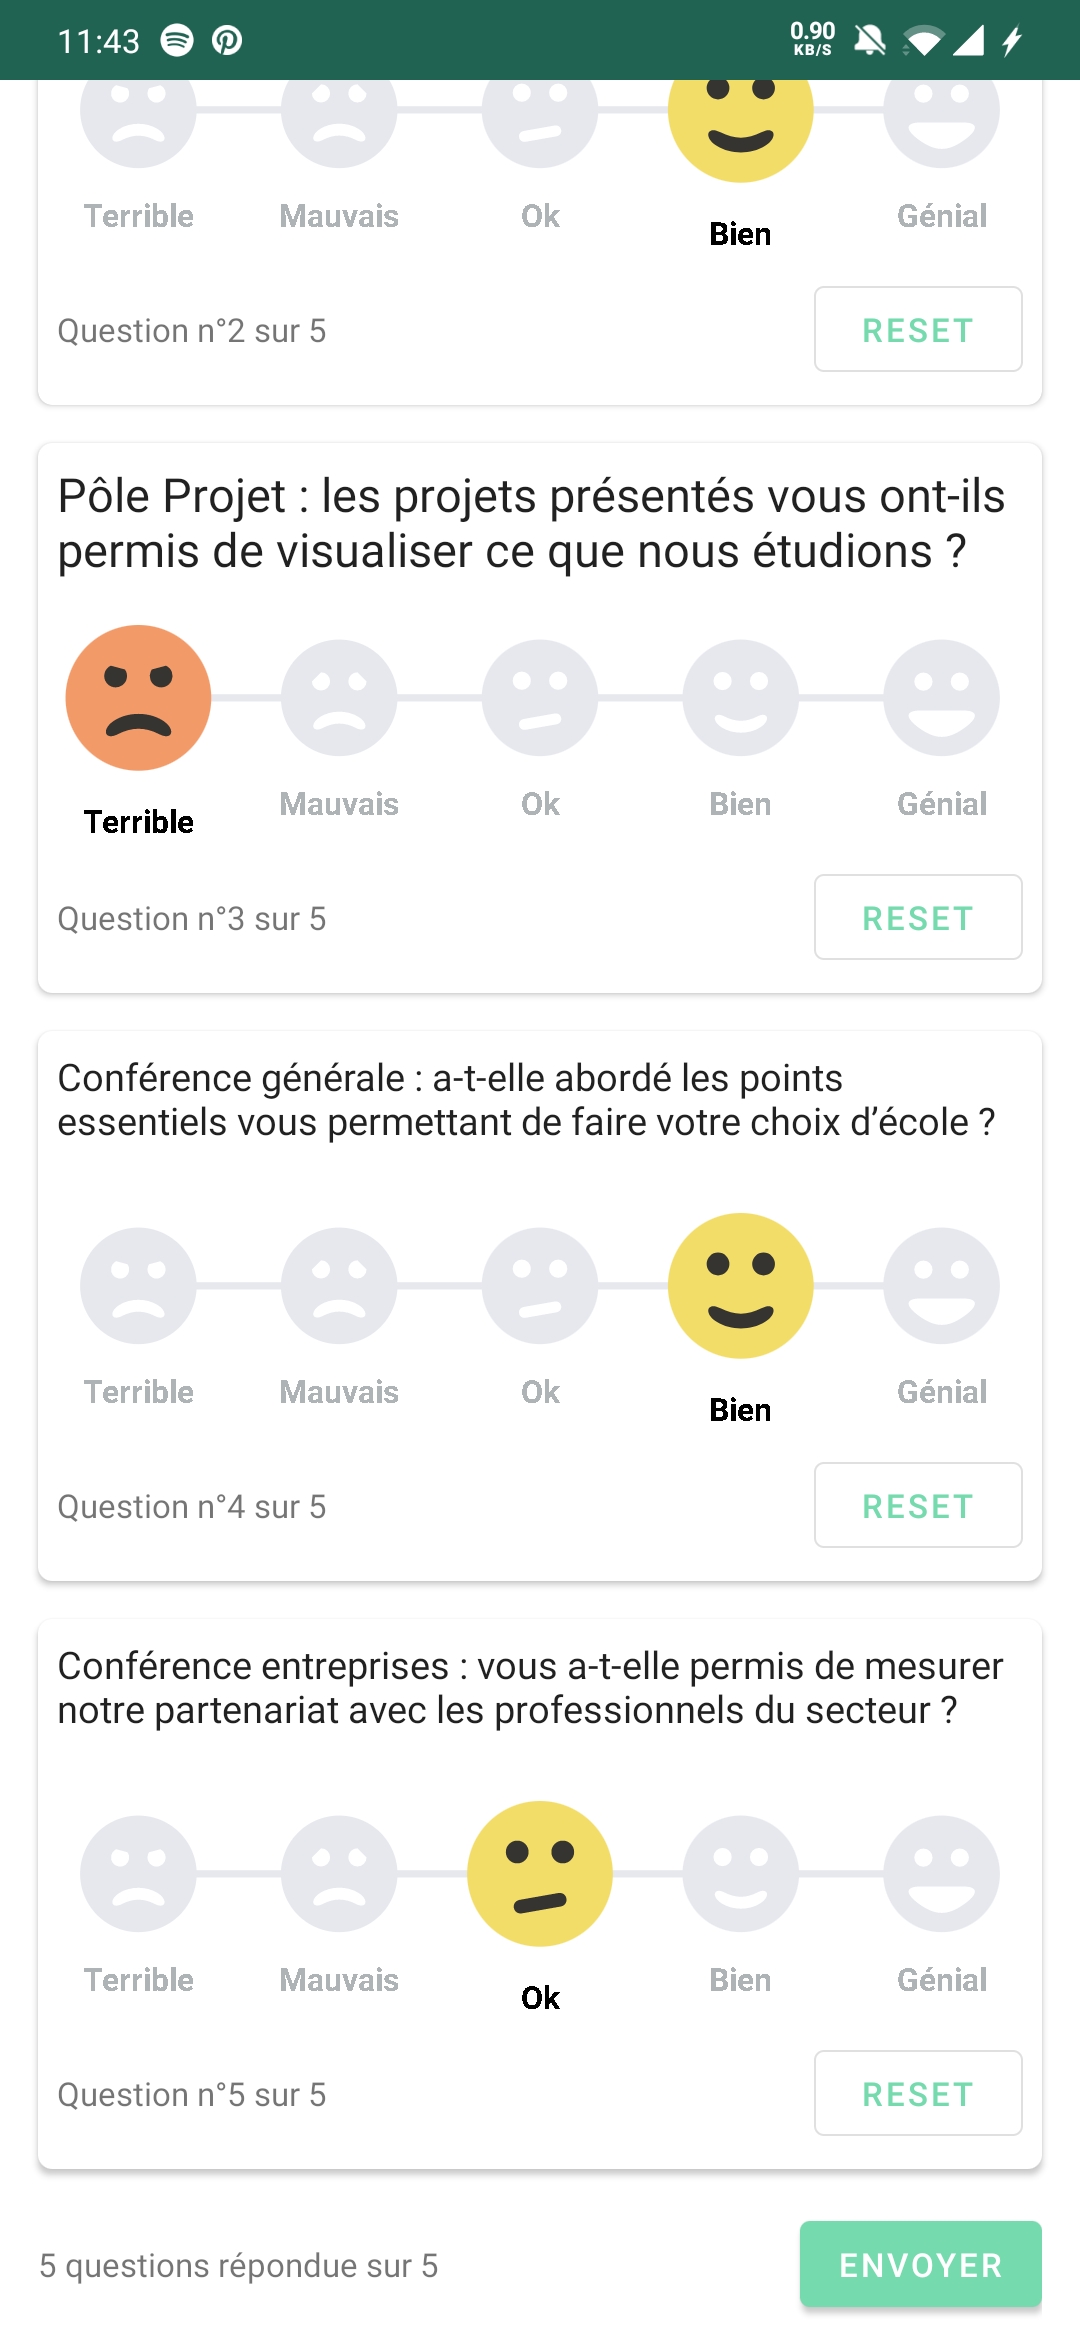 11:43
0.90
KB/S
Terrible Mauvais Ok Bien Génial
Question n°2 sur 5 RESET
Pôle Projet : les projets présentés vous ont-ils
permis de visualiser ce que nous étudions ?
Terrible Mauvais Ok Bien Génial
Question n°3 sur 5 RESET
Conférence générale : a-t-elle abordé les points
essentiels vous permettant de faire votre choix d’école ?
Terrible Mauvais Ok Bien Génial
Question n°4 sur 5 RESET
Conférence entreprises : vous a-t-elle permis de mesurer
notre partenariat avec les professionnels du secteur ?
Terrible Mauvais Ok Bien Génial
Question n°5 sur 5 RESET
5 questions répondue sur 5 ENVOYER